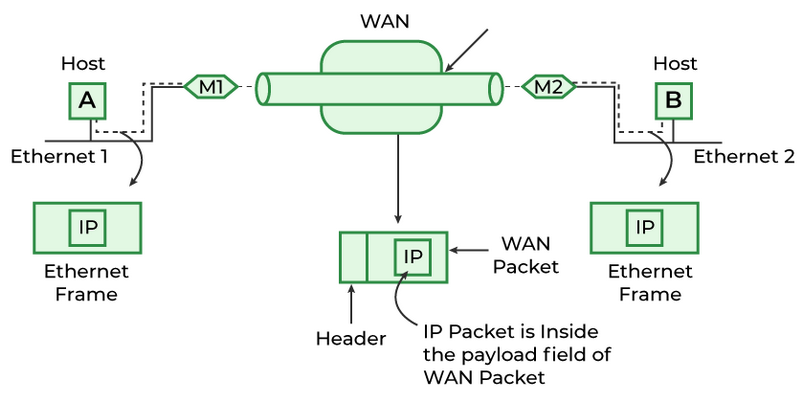 WAN
Host
Host
A
M1
M2
B
Ethernet 1
Ethernet 2
IP
IP
IP
WAN
Packet
Ethernet
Frame
Ethernet
Frame
Header
IP Packet is Inside
the payload field of
WAN Packet